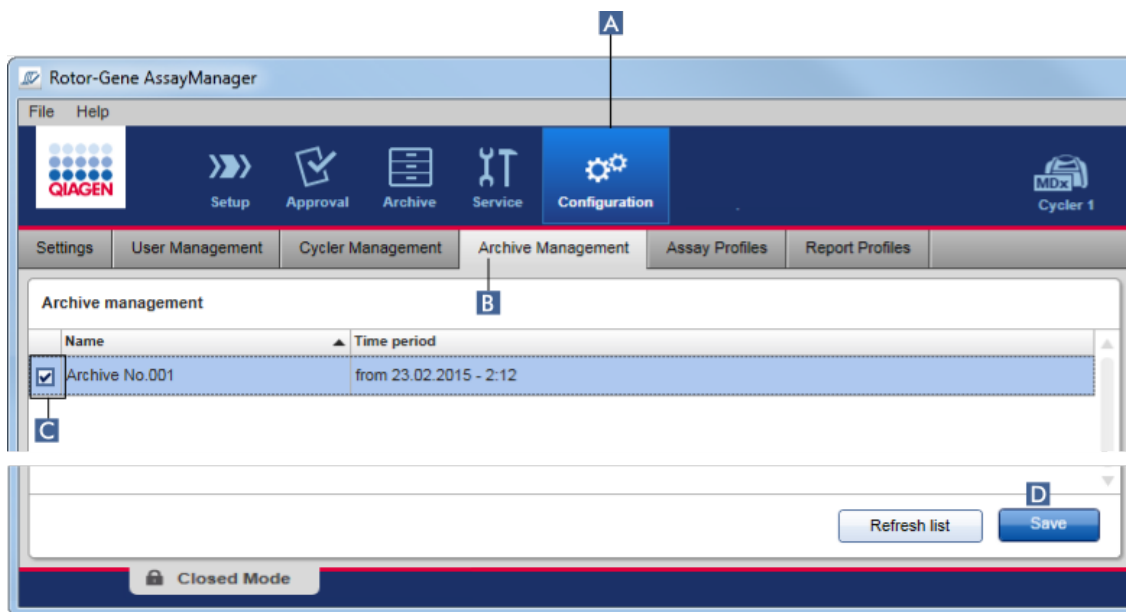 A
Rotor-Gene AssayManager
File Help
QIAGEN
Setup Approval Archive Service Configuration
MDx
Cycler 1
Settings User Management Cycler Management Archive Management Assay Profiles Report Profiles
B
Archive management
Name Time period
Archive No.001 from 23.02.2015 - 2:12
C
D
Refresh list Save
Closed Mode